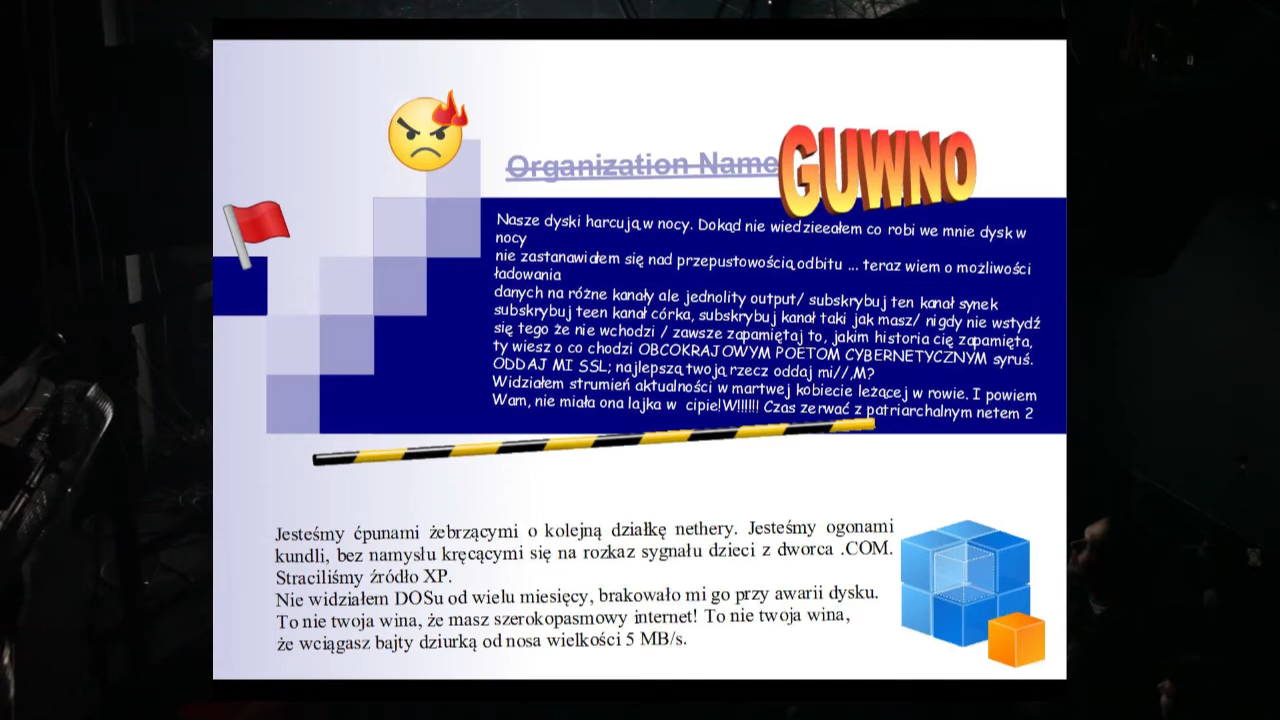 Organization Name
GUWNO
Nasze dyski harcują w nocy. Dokąd nie wiedzieeałem co robi we mnie dysk w
nocy
nie zastanawiałem się nad przepustowością odbitu ... teraz wiem o możliwości
ładowania
danych na różne kanały ale jednolity output/ subskrybuj ten kanał synek
subskrybuj teen kanał córka, subskrybuj kanał taki jak masz/ nigdy nie wstydź
się tego że nie wchodzi / zawsze zapamiętaj to, jakim historia cię zapamięta,
ty wiesz o co chodzi OBCOKRAJOWYM POETOM CYBERNETYCZNYM syruś.
ODDAJ MI SSL; najlepszą twoją rzecz oddaj mi//,M?
Widziałem strumień aktualności w martwej kobiecie leżącej w rowie. I powiem
Wam, nie miała ona lajka w cipie!W!!!!!! Czas zerwać z patriarchalnym netem 2
Jesteśmy ćpunami żebrzącymi o kolejną działkę nethery. Jesteśmy ogonami
kundli, bez namysłu kręcącymi się na rozkaz sygnału dzieci z dworca .COM.
Straciliśmy źródło XP.
Nie widziałem DOSu od wielu miesięcy, brakowało mi go przy awarii dysku.
To nie twoja wina, że masz szerokopasmowy internet! To nie twoja wina,
że wciągasz bajty dziurką od nosa wielkości 5 MB/s.